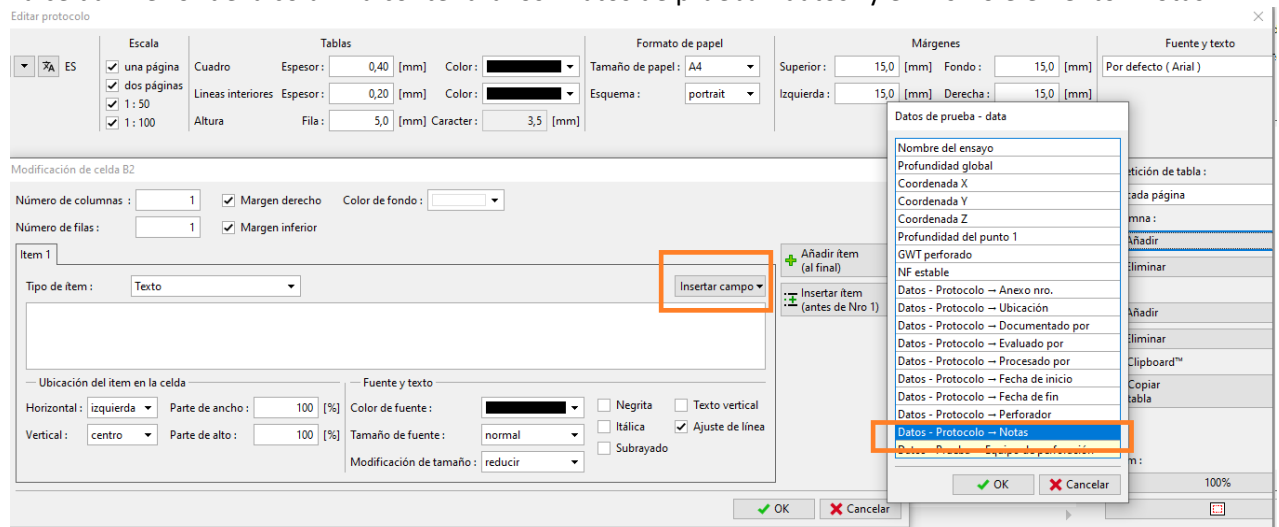 Editar protocolo
Escala Tablas Formato de papel Márgenes Fuente y texto
ES una página Cuadro Espesor : 0,40 [mm] Color : Tamaño de papel : A4 Superior : 15,0 [mm] Fondo : 15,0 [mm] Por defecto ( Arial )
dos páginas
Lineas interiores Espesor : 0,20 [mm] Color : Esquema : portrait Izquierda : 15,0 [mm] Derecha : 15,0 [mm]
1 : 50
1 : 100 Altura Fila : 5,0 [mm] Caracter : 3,5 [mm]
Modificación de celda B2
Número de columnas : 1 Margen derecho Color de fondo :
Número de filas : 1 Margen inferior
Item 1
Tipo de ítem : Texto Insertar campo
Añadir ítem
(al final)
Insertar ítem
(antes de Nro 1)
Ubicación del item en la celda
Horizontal : izquierda Parte de ancho : 100 [%]
Vertical : centro Parte de alto : 100 [%]
Fuente y texto
Color de fuente : Negrita Texto vertical
Tamaño de fuente : normal Itálica Ajuste de línea
Subrayado
Modificación de tamaño : reducir
OK Cancelar
Datos de prueba - data
Nombre del ensayo
Profundidad global
Coordenada X
Coordenada Y
Coordenada Z
Profundidad del punto 1
GWT perforado
NF estable
Datos - Protocolo → Anexo nro.
Datos - Protocolo → Ubicación
Datos - Protocolo → Documentado por
Datos - Protocolo → Evaluado por
Datos - Protocolo → Procesado por
Datos - Protocolo → Fecha de inicio
Datos - Protocolo → Fecha de fin
Datos - Protocolo → Perforador
Datos - Protocolo → Notas
OK Cancelar
etición de tabla :
cada página
mna :
Añadir
Eliminar
Añadir
Eliminar
Clipboard™
Copiar
tabla
m :
100%